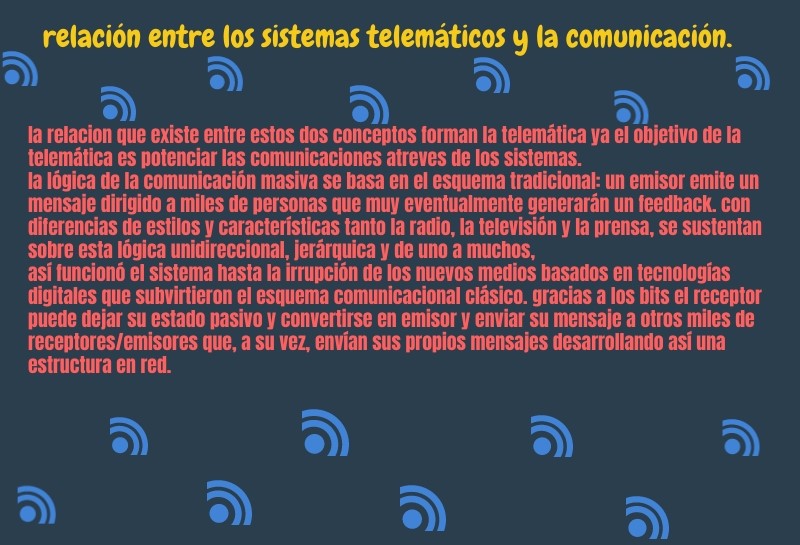 relación entre los sistemas telemáticos y la comunicación.
la relacion que existe entre estos dos conceptos forman la telemática ya el objetivo de la
telemática es potenciar las comunicaciones atreves de los sistemas.
la lógica de la comunicación masiva se basa en el esquema tradicional: un emisor emite un
mensaje dirigido a miles de personas que muy eventualmente generarán un feedback. con
diferencias de estilos y características tanto la radio, la televisión y la prensa, se sustentan
sobre esta lógica unidireccional, jerárquica y de uno a muchos,
así funcionó el sistema hasta la irrupción de los nuevos medios basados en tecnologías
digitales que subvirtieron el esquema comunicacional clásico. gracias a los bits el receptor
puede dejar su estado pasivo y convertirse en emisor y enviar su mensaje a otros miles de
receptores/emisores que, a su vez, envían sus propios mensajes desarrollando así una
estructura en red.